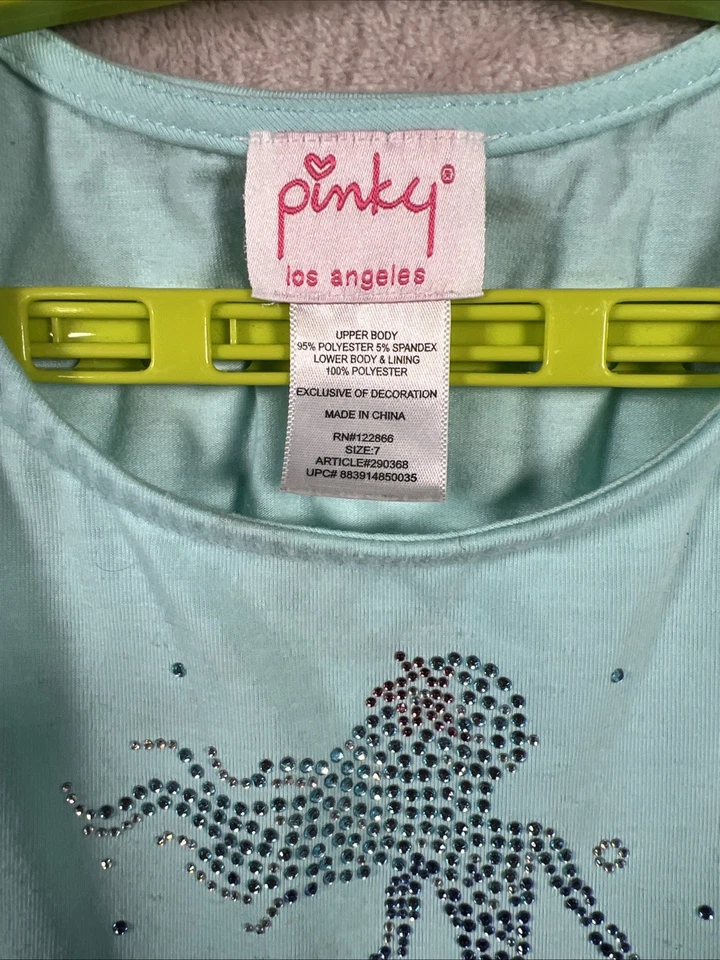 pinky®
los angeles
UPPER BODY
95% POLYESTER 5% SPANDEX
LOWER BODY & LINING
100% POLYESTER
EXCLUSIVE OF DECORATION
MADE IN CHINA
RN#122866
SIZE:7
ARTICLE#290368
UPC# 883914850035